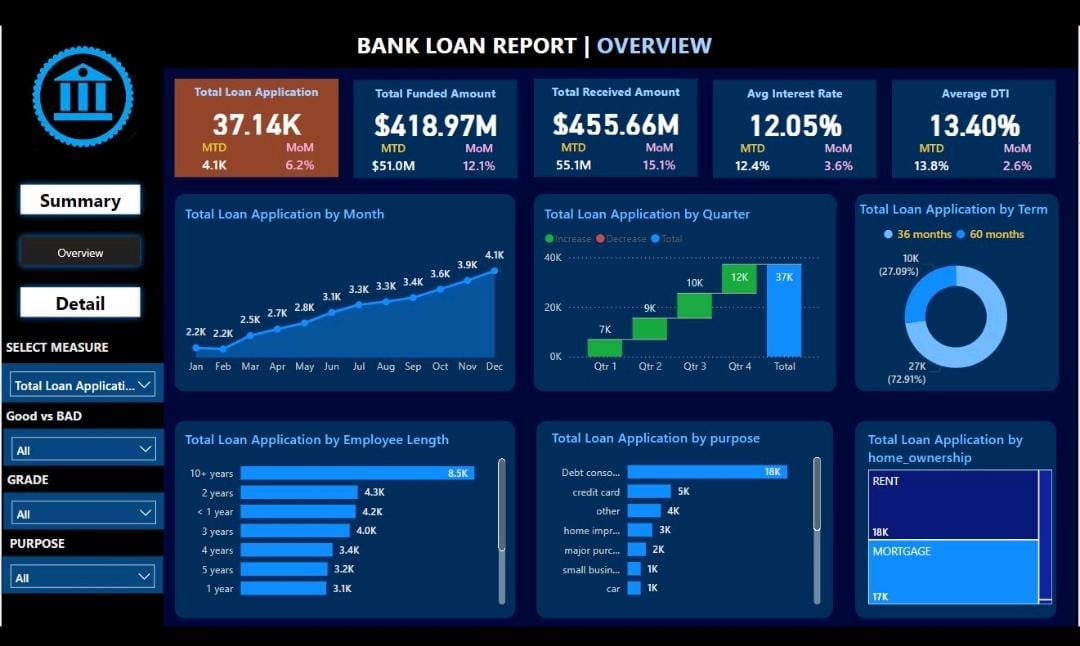 BANK LOAN REPORT | OVERVIEW
Total Loan Application
37.14K
MTD MoM
4.1K 6.2%
Total Funded Amount
$418.97M
MTD MoM
$51.0M 12.1%
Total Received Amount
$455.66M
MTD MoM
55.1M 15.1%
Avg Interest Rate
12.05%
MTD MoM
12.4% 3.6%
Average DTI
13.40%
MTD MoM
13.8% 2.6%
Summary
Overview
Detail
SELECT MEASURE
Total Loan Applicati...
Good vs BAD
All
GRADE
All
PURPOSE
All
Total Loan Application by Month
2.2K 2.2K 2.5K 2.7K 2.8K 3.1K 3.3K 3.3K 3.4K 3.6K 3.9K 4.1K
Jan Feb Mar Apr May Jun Jul Aug Sep Oct Nov Dec
Total Loan Application by Quarter
Increase Decrease Total
40K
20K
0K
7K 9K 10K 12K 37K
Qtr 1 Qtr 2 Qtr 3 Qtr 4 Total
Total Loan Application by Term
36 months 60 months
10K
(27.09%)
27K
(72.91%)
Total Loan Application by Employee Length
10+ years 8.5K
2 years 4.3K
< 1 year 4.2K
3 years 4.0K
4 years 3.4K
5 years 3.2K
1 year 3.1K
Total Loan Application by purpose
Debt conso... 18K
credit card 5K
other 4K
home impr... 3K
major purc... 2K
small busin... 1K
car 1K
Total Loan Application by
home_ownership
RENT
18K
MORTGAGE
17K